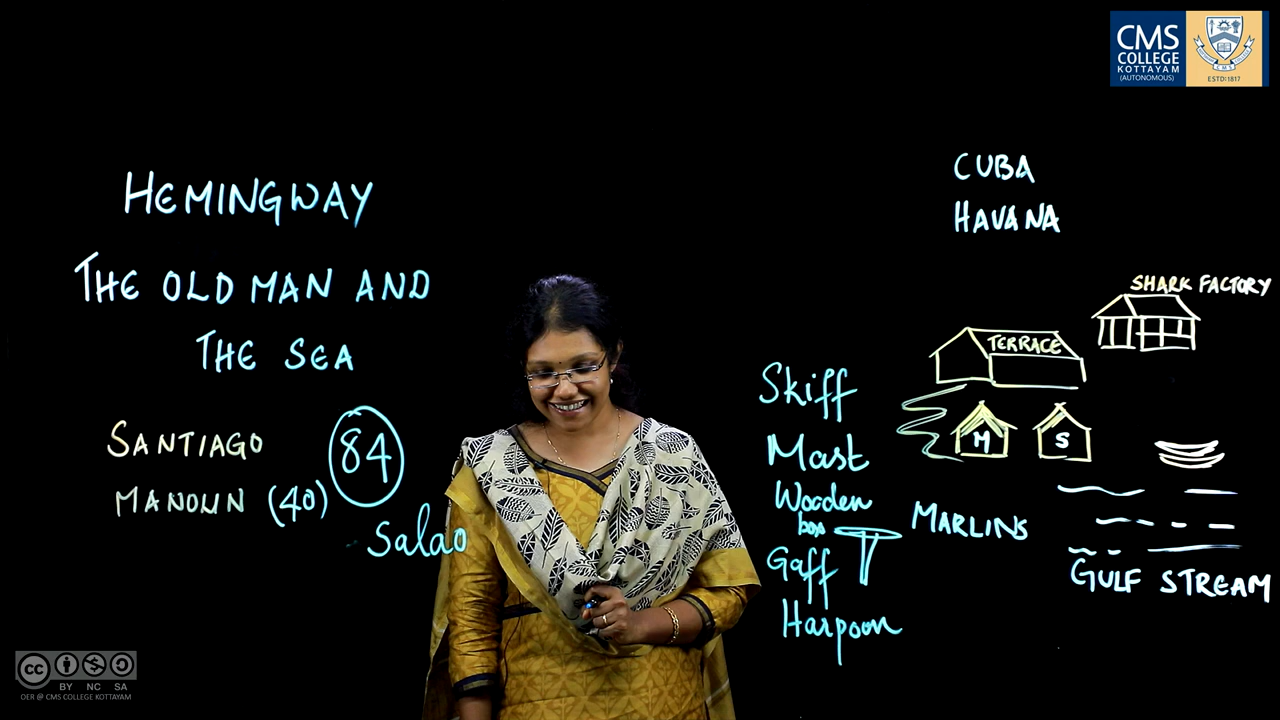 CMS
COLLEGE
KOTTAYAM
(AUTONOMOUS)
ESTD:1817
HEMINGWAY
THE OLD MAN AND
THE SEA
SANTIAGO
84
MANOLIN (40)
Salao
CUBA
HAVANA
SHARK FACTORY
TERRACE
M
S
Skiff
Mast
Wooden
box
Gaff
Harpoon
MARLINS
GULF STREAM
cc
BY NC SA
OER @ CMS COLLEGE KOTTAYAM